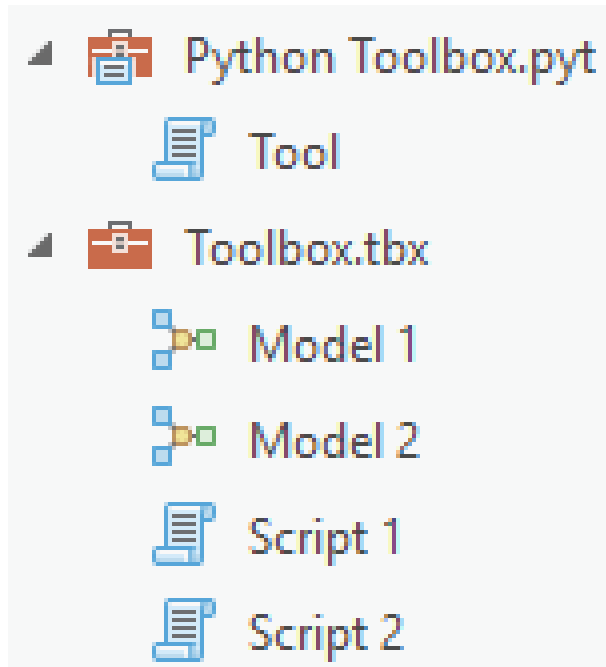 Python Toolbox.pyt
Tool
Toolbox.tbx
Model 1
Model 2
Script 1
Script 2